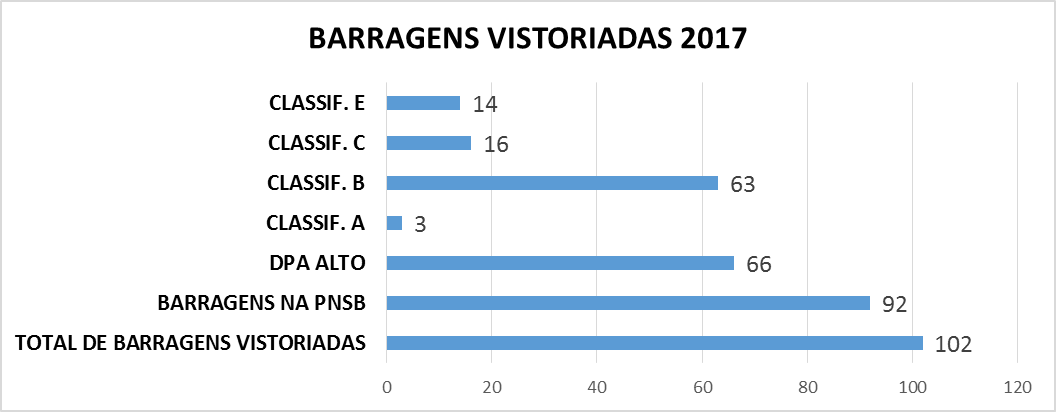 BARRAGENS VISTORIADAS 2017
CLASSIF. E 14
CLASSIF. C 16
CLASSIF. B 63
CLASSIF. A 3
DPA ALTO 66
BARRAGENS NA PNSB 92
TOTAL DE BARRAGENS VISTORIADAS 102
0 20 40 60 80 100 120